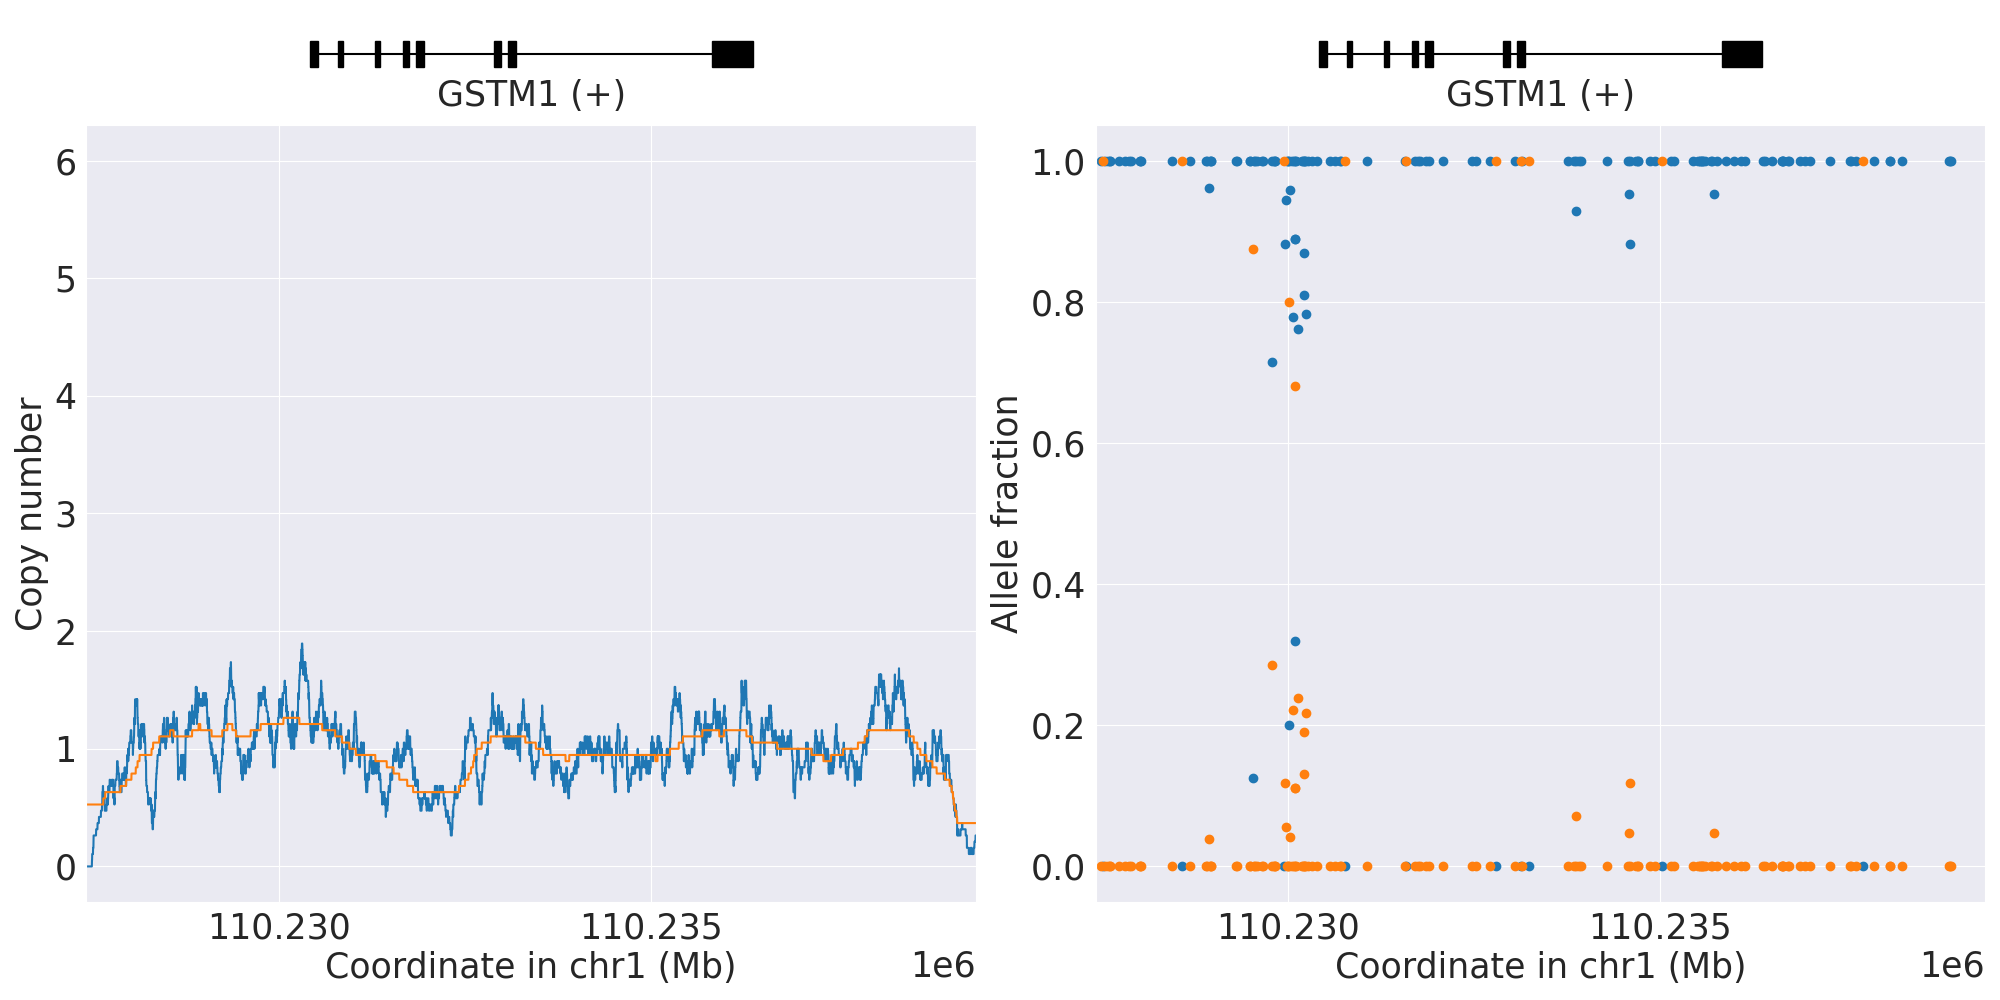 GSTM1 (+)
6
5
4
3
2
1
0
Copy number
110.230
110.235
Coordinate in chr1 (Mb)
1e6
GSTM1 (+)
1.0
0.8
0.6
0.4
0.2
0.0
Allele fraction
110.230
110.235
Coordinate in chr1 (Mb)
1e6